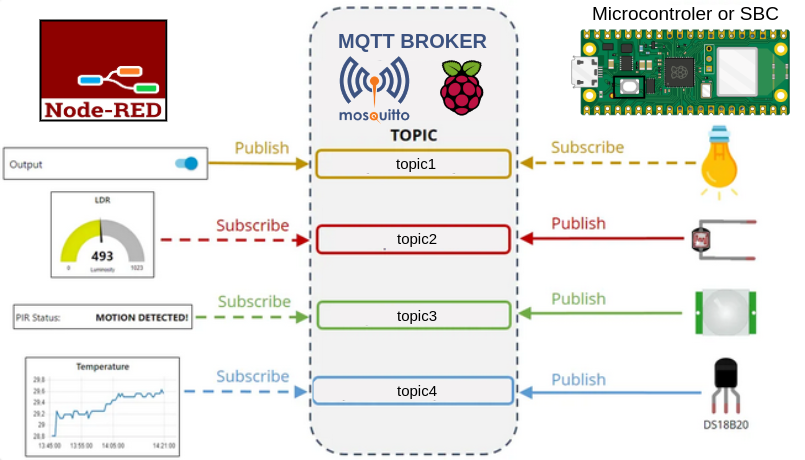 Microcontroler or SBC
MQTT BROKER
Node-RED
mosquitto
TOPIC
Output
Publish
topic1
Subscribe
LDR
493
0
Luminosity
1023
Subscribe
topic2
Publish
PIR Status:
MOTION DETECTED!
Subscribe
topic3
Publish
Temperature
29.8
29.6
29.4
29.2
29
28.8
13:45:00
13:55:00
14:05:00
14:21:00
Subscribe
topic4
Publish
DS18B20